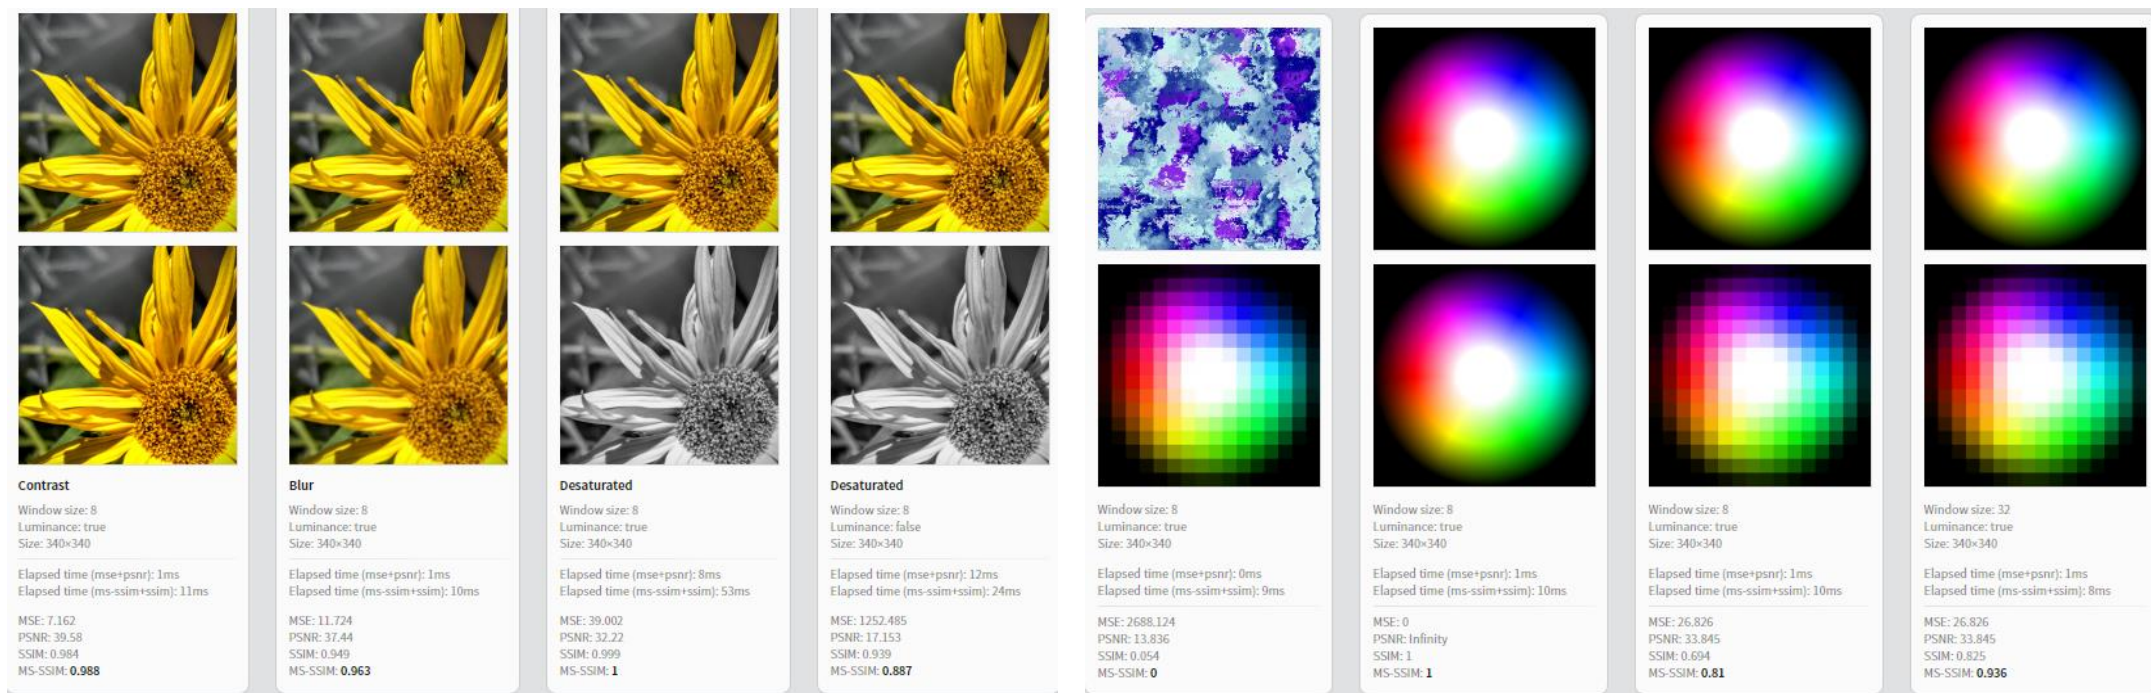 Contrast
Window size: 8
Luminance: true
Size: 340×340
Elapsed time (mse+psnr): 1ms
Elapsed time (ms-ssim+ssim): 11ms
MSE: 7.162
PSNR: 39.58
SSIM: 0.984
MS-SSIM: 0.988
Blur
Window size: 8
Luminance: true
Size: 340×340
Elapsed time (mse+psnr): 1ms
Elapsed time (ms-ssim+ssim): 10ms
MSE: 11.724
PSNR: 37.44
SSIM: 0.949
MS-SSIM: 0.963
Desaturated
Window size: 8
Luminance: true
Size: 340×340
Elapsed time (mse+psnr): 8ms
Elapsed time (ms-ssim+ssim): 53ms
MSE: 39.002
PSNR: 32.22
SSIM: 0.999
MS-SSIM: 1
Desaturated
Window size: 8
Luminance: false
Size: 340×340
Elapsed time (mse+psnr): 12ms
Elapsed time (ms-ssim+ssim): 24ms
MSE: 1252.485
PSNR: 17.153
SSIM: 0.939
MS-SSIM: 0.887
Window size: 8
Luminance: true
Size: 340×340
Elapsed time (mse+psnr): 0ms
Elapsed time (ms-ssim+ssim): 9ms
MSE: 2688.124
PSNR: 13.836
SSIM: 0.054
MS-SSIM: 0
Window size: 8
Luminance: true
Size: 340×340
Elapsed time (mse+psnr): 1ms
Elapsed time (ms-ssim+ssim): 10ms
MSE: 0
PSNR: Infinity
SSIM: 1
MS-SSIM: 1
Window size: 8
Luminance: true
Size: 340×340
Elapsed time (mse+psnr): 1ms
Elapsed time (ms-ssim+ssim): 10ms
MSE: 26.826
PSNR: 33.845
SSIM: 0.694
MS-SSIM: 0.81
Window size: 32
Luminance: true
Size: 340×340
Elapsed time (mse+psnr): 1ms
Elapsed time (ms-ssim+ssim): 8ms
MSE: 26.826
PSNR: 33.845
SSIM: 0.825
MS-SSIM: 0.936